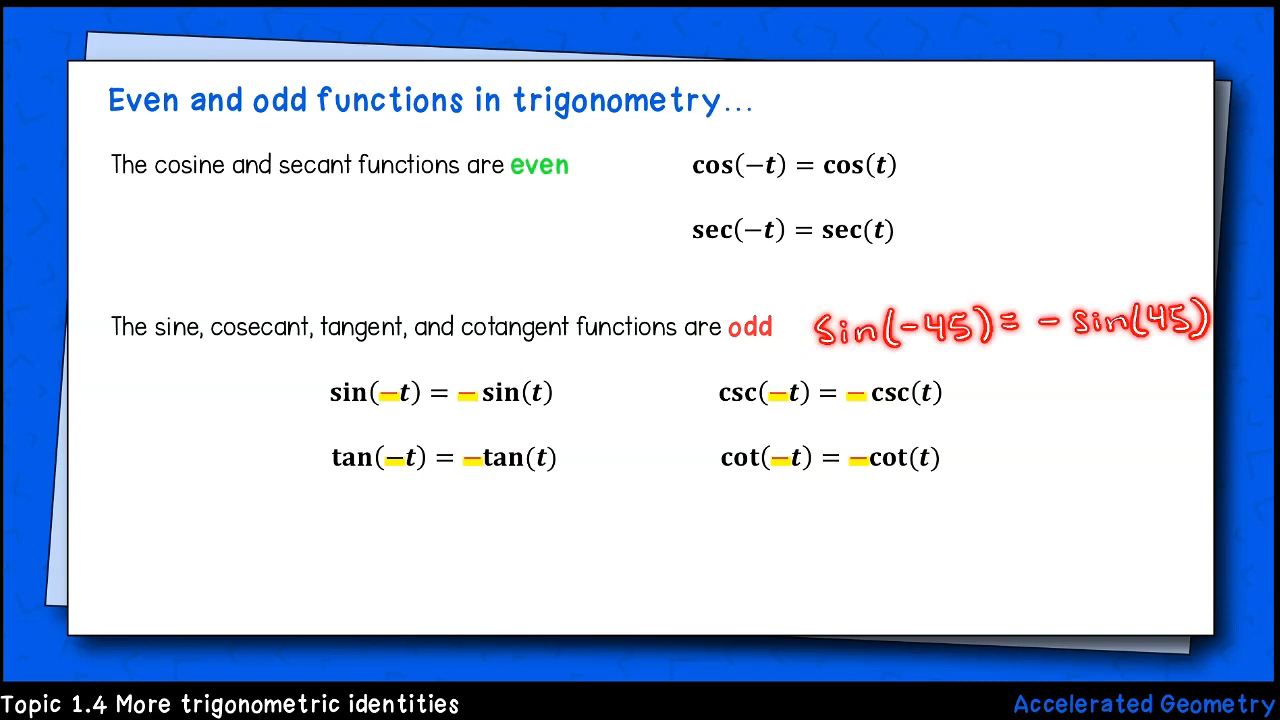 Even and odd functions in trigonometry...
The cosine and secant functions are even
cos(−t) = cos(t)
sec(−t) = sec(t)
The sine, cosecant, tangent, and cotangent functions are odd
sin(-45) = - sin(45)
sin(−t) = − sin(t)
csc(−t) = − csc(t)
tan(−t) = −tan(t)
cot(−t) = −cot(t)
Topic 1.4 More trigonometric identities
Accelerated Geometry